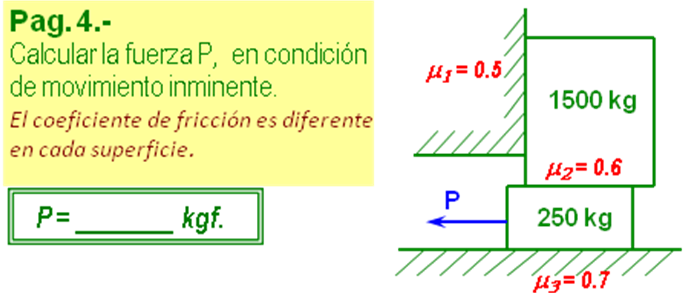 Pag. 4.-
Calcular la fuerza P, en condición
de movimiento inminente.
El coeficiente de fricción es diferente
en cada superficie.
P = _______ kgf.
μ1 = 0.5
1500 kg
μ2 = 0.6
P
250 kg
μ3 = 0.7